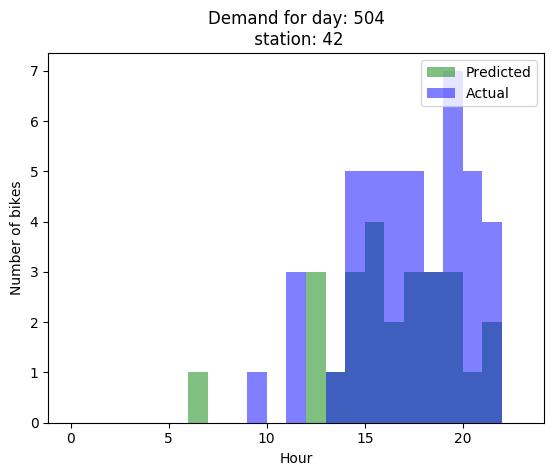 Demand for day: 504
station: 42
Predicted
Actual
7
6
5
4
3
2
1
0
Number of bikes
0 5 10 15 20
Hour